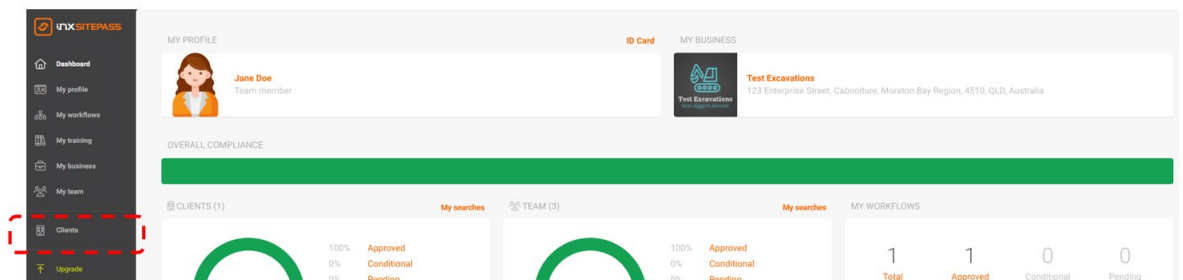 inxSITEPASS
Dashboard
My profile
My workflows
My training
My business
My team
Clients
Upgrade
MY PROFILE
ID Card
Jane Doe
Team member
MY BUSINESS
Test Excavations
Test Excavations
123 Enterprise Street, Caboolture, Moreton Bay Region, 4510, QLD, Australia
OVERALL COMPLIANCE
CLIENTS (1)
My searches
100% Approved
0% Conditional
0% Pending
TEAM (3)
My searches
100% Approved
0% Conditional
0% Pending
MY WORKFLOWS
1 1 0 0
Total Approved Conditional Pending